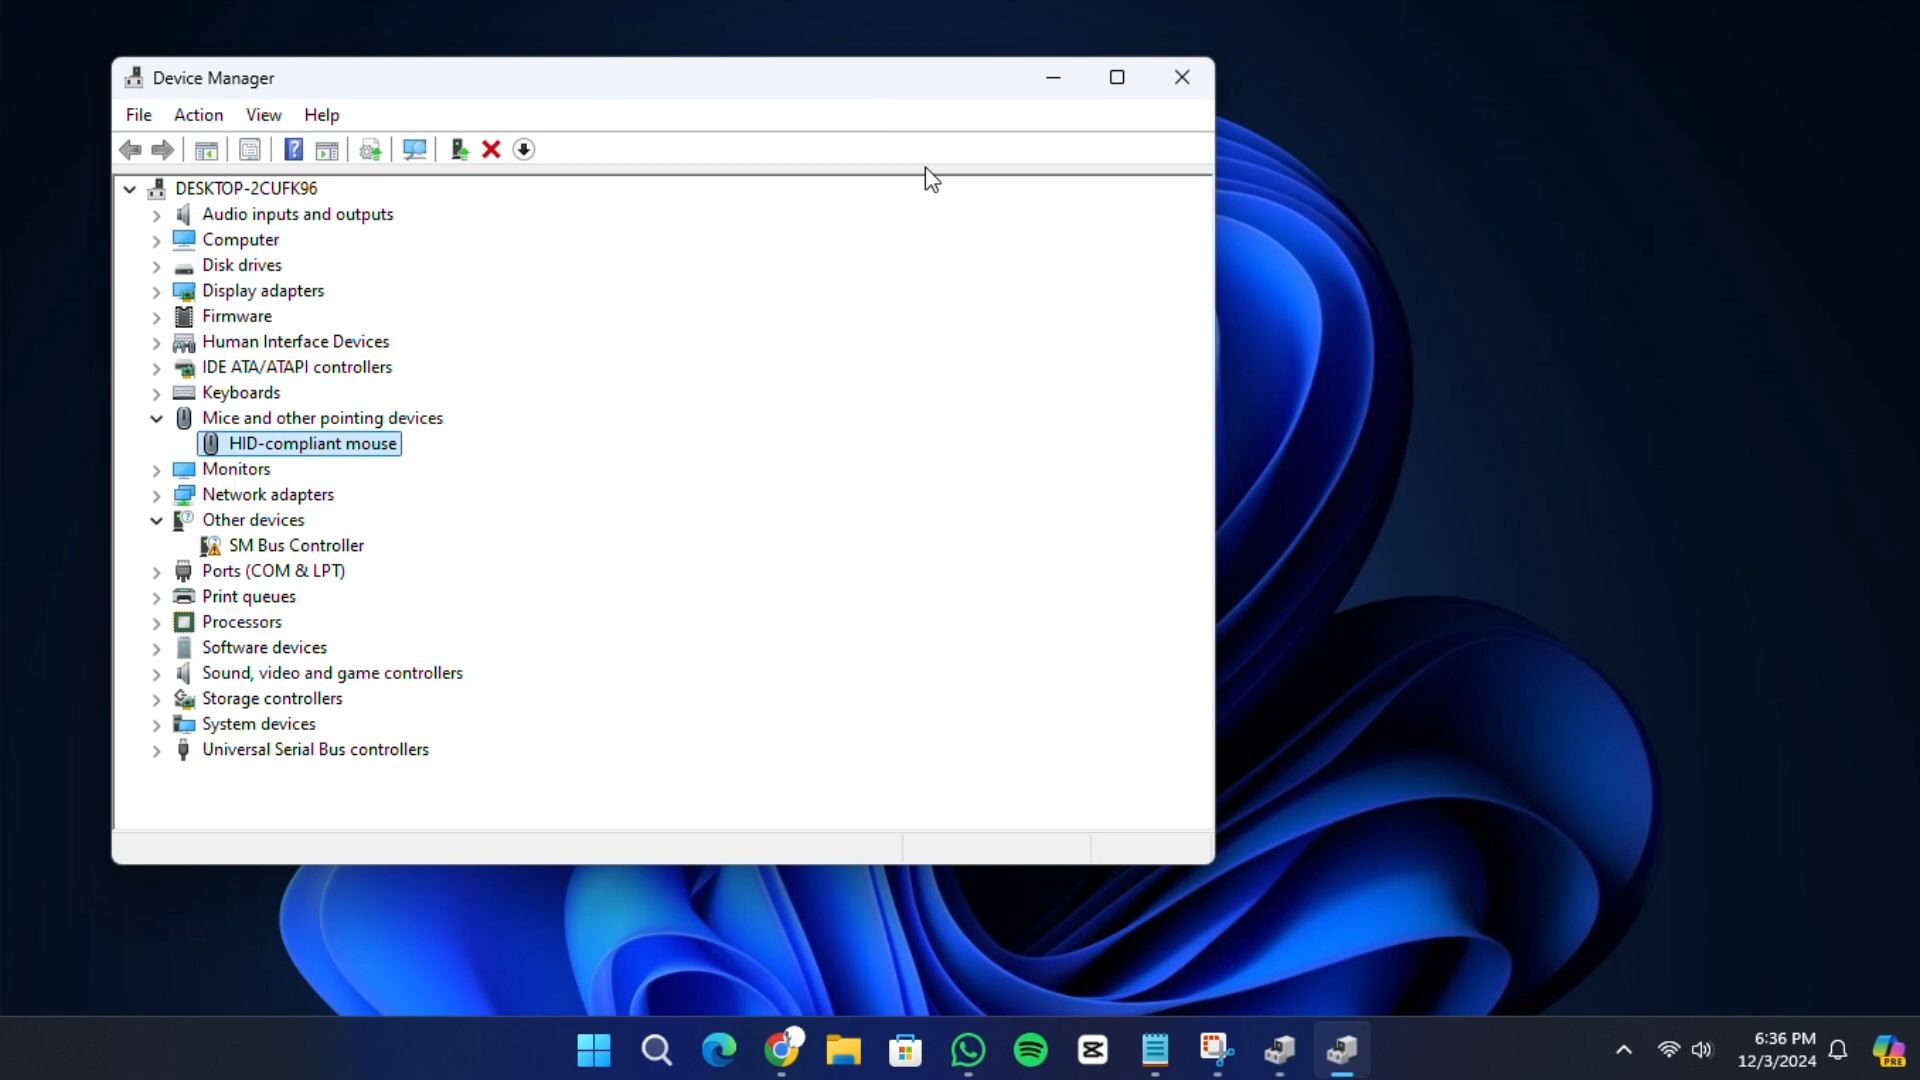 Device Manager
File Action View Help
DESKTOP-2CUFK96
Audio inputs and outputs
Computer
Disk drives
Display adapters
Firmware
Human Interface Devices
IDE ATA/ATAPI controllers
Keyboards
Mice and other pointing devices
HID-compliant mouse
Monitors
Network adapters
Other devices
SM Bus Controller
Ports (COM & LPT)
Print queues
Processors
Software devices
Sound, video and game controllers
Storage controllers
System devices
Universal Serial Bus controllers
6:36 PM
12/3/2024
PRE